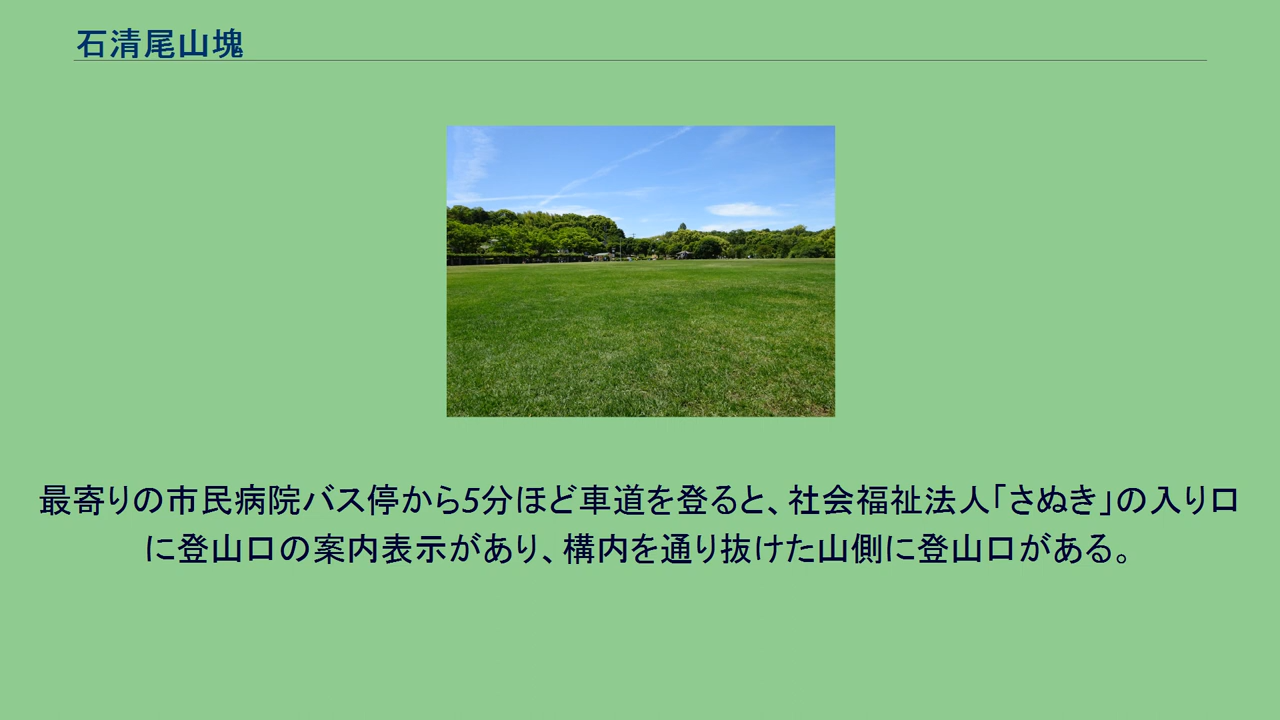 石清尾山塊
最寄りの市民病院バス停から5分ほど車道を登ると、社会福祉法人「さぬき」の入り口
に登山口の案内表示があり、構内を通り抜けた山側に登山口がある。